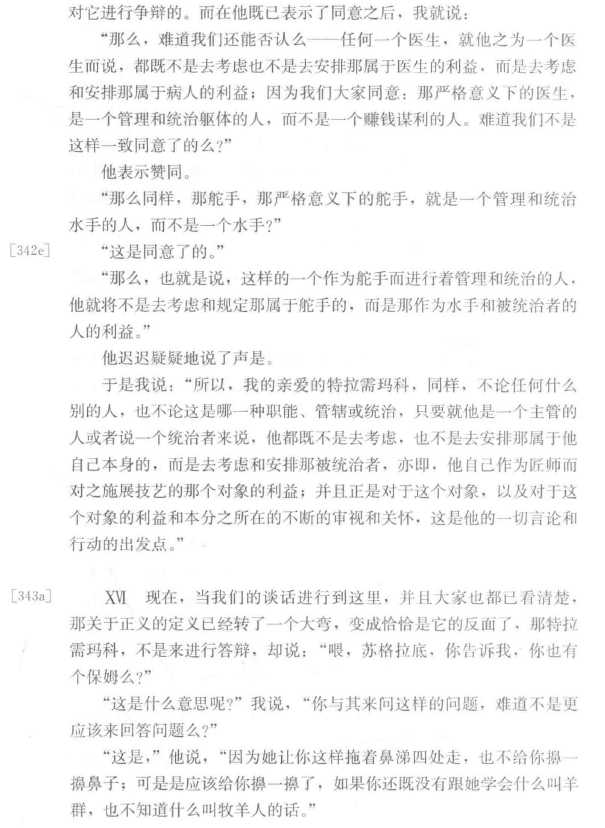 对它进行争辩的。而在他既已表示了同意之后，我就说：
“那么，难道我们还能否认么——任何一个医生，就他之为一个医
生而说，都既不是去考虑也不是去安排那属于医生的利益，而是去考虑
和安排那属于病人的利益；因为我们大家同意：那严格意义下的医生，
是一个管理和统治躯体的人，而不是一个赚钱谋利的人。难道我们不是
这样一致同意了的么？”
他表示赞同。
“那么同样，那舵手，那严格意义下的舵手，就是一个管理和统治
水手的人，而不是一个水手？”
[342e] “这是同意了的。”
“那么，也就是说，这样的一个作为舵手而进行着管理和统治的人，
他就将不是去考虑和规定那属于舵手的，而是那作为水手和被统治者的
人的利益。”
他迟迟疑疑地说了声是。
于是我说：“所以，我的亲爱的特拉需玛科，同样，不论任何什么
别的人，也不论这是哪一种职能、管辖或统治，只要就他是一个主管的
人或者说一个统治者来说，他都既不是去考虑，也不是去安排那属于他
自己本身的，而是去考虑和安排那被统治者，亦即，他自己作为匠师而
对之施展技艺的那个对象的利益；并且正是对于这个对象，以及对于这
个对象的利益和本分之所在的不断的审视和关怀，这是他的一切言论和
行动的出发点。”
[343a] XVI 现在，当我们的谈话进行到这里，并且大家也都已看清楚，
那关于正义的定义已经转了一个大弯，变成恰恰是它的反面了，那特拉
需玛科，不是来进行答辩，却说：“喂，苏格拉底，你告诉我，你也有
个保姆么？”
“这是什么意思呢？”我说，“你与其来问这样的问题，难道不是更
应该来回答问题么？”
“这是，”他说，“因为她让你这样拖着鼻涕四处走，也不给你擤一
擤鼻子；可是是应该给你擤一擤了，如果你还既没有跟她学会什么叫羊
群，也不知道什么叫牧羊人的话。”